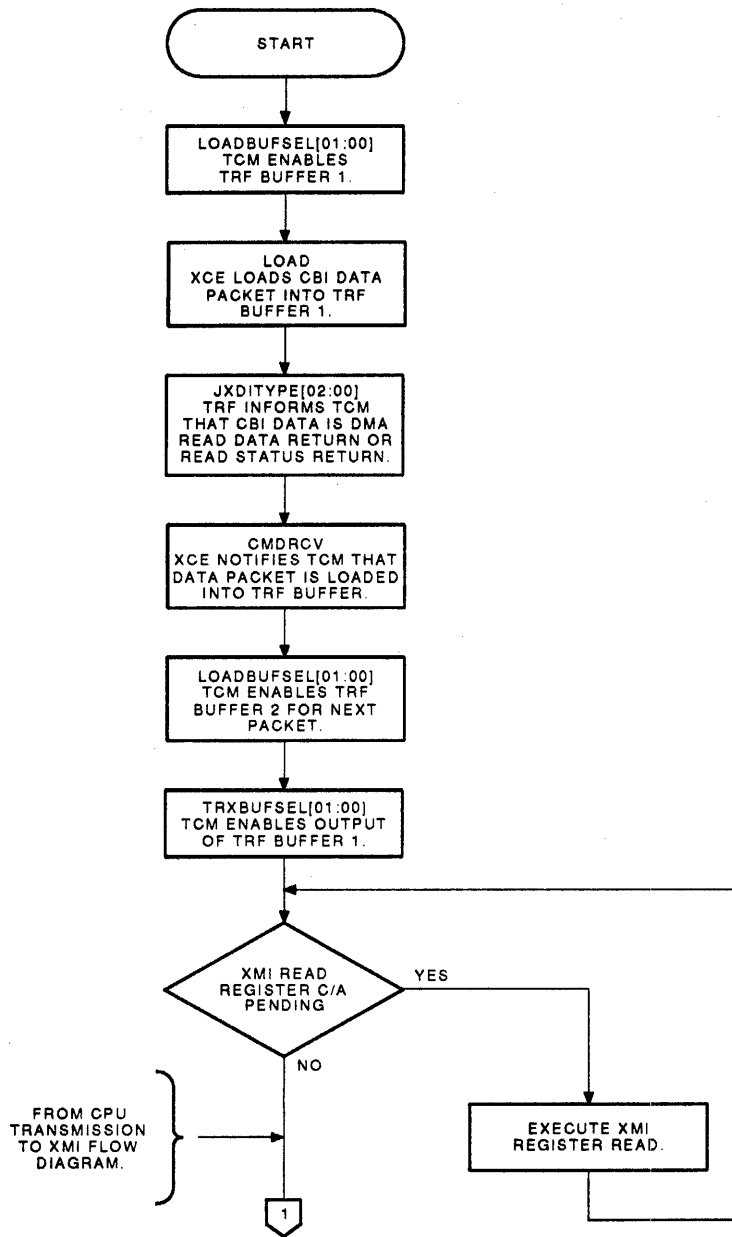 START
LOADBUFSEL[01:00]
TCM ENABLES
TRF BUFFER 1.
LOAD
XCE LOADS CBI DATA
PACKET INTO TRF
BUFFER 1.
JXDITYPE[02:00]
TRF INFORMS TCM
THAT CBI DATA IS DMA
READ DATA RETURN OR
READ STATUS RETURN.
CMDRCV
XCE NOTIFIES TCM THAT
DATA PACKET IS LOADED
INTO TRF BUFFER.
LOADBUFSEL[01:00]
TCM ENABLES TRF
BUFFER 2 FOR NEXT
PACKET.
TRXBUFSEL[01:00]
TCM ENABLES OUTPUT
OF TRF BUFFER 1.
XMI READ
REGISTER C/A
PENDING
YES
NO
FROM CPU
TRANSMISSION
TO XMI FLOW
DIAGRAM.
EXECUTE XMI
REGISTER READ.
1